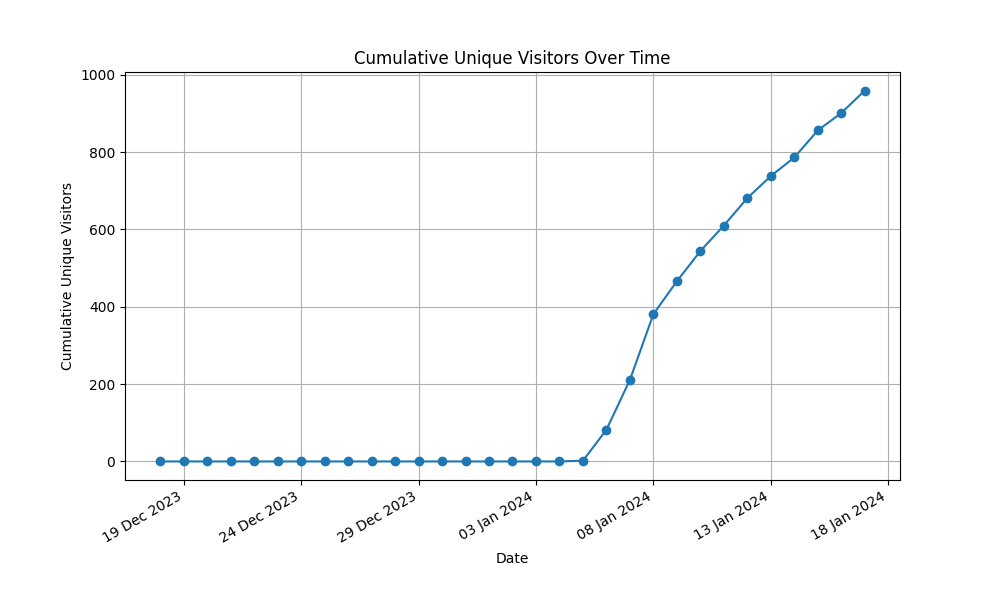 Cumulative Unique Visitors Over Time
Cumulative Unique Visitors
1000
800
600
400
200
0
19 Dec 2023
24 Dec 2023
29 Dec 2023
03 Jan 2024
08 Jan 2024
13 Jan 2024
18 Jan 2024
Date